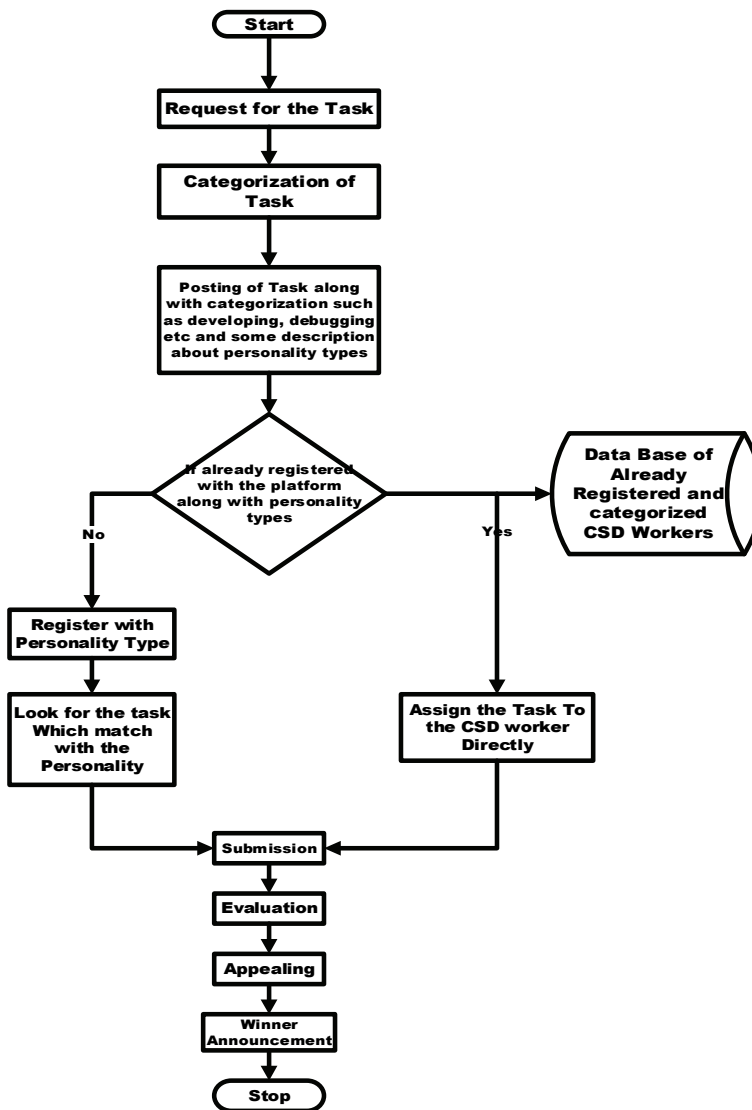 Start
Request for the Task
Categorization of
Task
Posting of Task along
with categorization such
as developing, debugging
etc and some description
about personality types
If already registered
with the platform
along with personality
types
Data Base of
Already
Registered and
categorized
CSD Workers
No
Yes
Register with
Personality Type
Look for the task
Which match
with the
Personality
Assign the Task To
the CSD worker
Directly
Submission
Evaluation
Appealing
Winner
Announcement
Stop